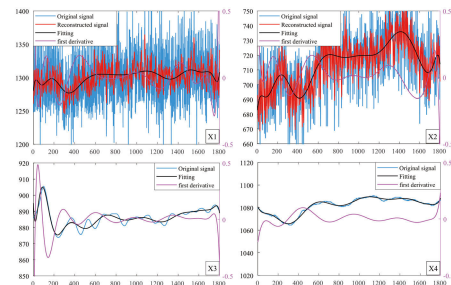 1400
1350
1300
1250
1200
0.5
0
-0.5
Original signal
Reconstructed signal
Fitting
first derivative
X1
0 200 400 600 800 1000 1200 1400 1600 1800
750
740
730
720
710
700
690
680
670
660
0.5
0
-0.5
Original signal
Reconstructed signal
Fitting
first derivative
X2
0 200 400 600 800 1000 1200 1400 1600 1800
920
910
900
890
880
870
860
850
0.5
0
-0.5
Original signal
Fitting
first derivative
X3
0 200 400 600 800 1000 1200 1400 1600 1800
1120
1100
1080
1060
1040
1020
0.5
0
-0.5
Original signal
Fitting
first derivative
X4
0 200 400 600 800 1000 1200 1400 1600 1800